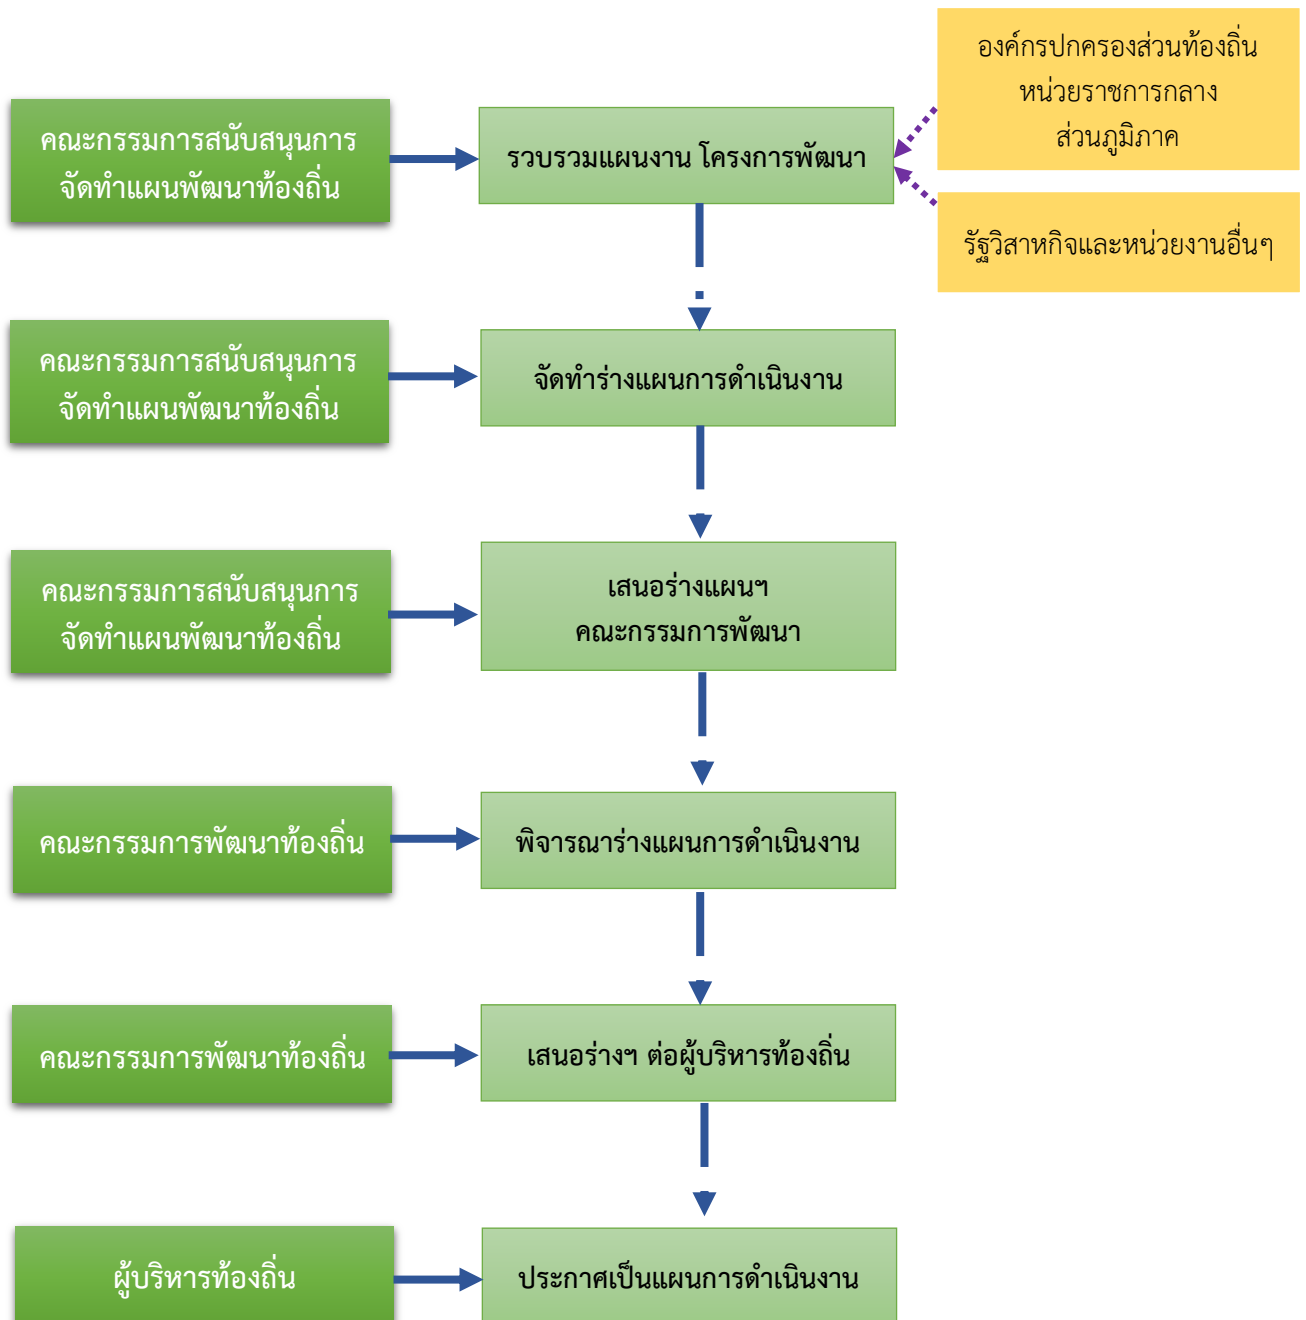 องค์กรปกครองส่วนท้องถิ่น
หน่วยราชการกลาง
ส่วนภูมิภาค
คณะกรรมการสนับสนุนการ
จัดทำแผนพัฒนาท้องถิ่น
รวบรวมแผนงาน โครงการพัฒนา
รัฐวิสาหกิจและหน่วยงานอื่นๆ
คณะกรรมการสนับสนุนการ
จัดทำแผนพัฒนาท้องถิ่น
จัดทำร่างแผนการดำเนินงาน
คณะกรรมการสนับสนุนการ
จัดทำแผนพัฒนาท้องถิ่น
เสนอร่างแผนฯ
คณะกรรมการพัฒนา
คณะกรรมการพัฒนาท้องถิ่น
พิจารณาร่างแผนการดำเนินงาน
คณะกรรมการพัฒนาท้องถิ่น
เสนอร่างฯ ต่อผู้บริหารท้องถิ่น
ผู้บริหารท้องถิ่น
ประกาศเป็นแผนการดำเนินงาน